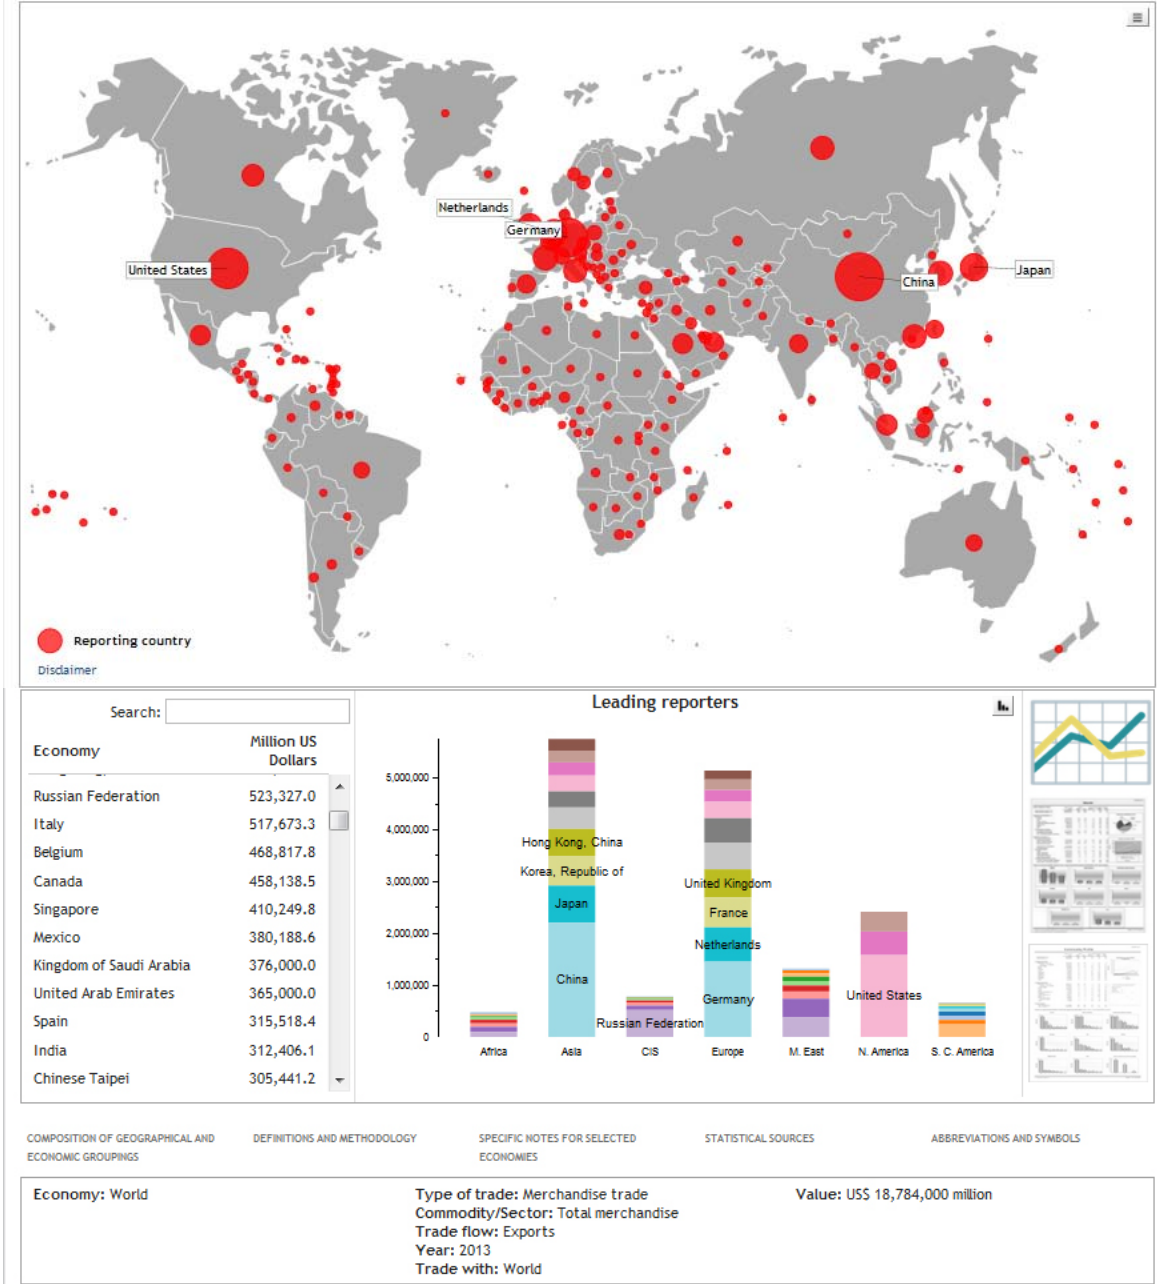 Netherlands
Germany
United States
China
Japan
Reporting country
Disclaimer
Search:
Economy
Million US
Dollars
Russian Federation 523,327.0
Italy 517,673.3
Belgium 468,817.8
Canada 458,138.5
Singapore 410,249.8
Mexico 380,188.6
Kingdom of Saudi Arabia 376,000.0
United Arab Emirates 365,000.0
Spain 315,518.4
India 312,406.1
Chinese Taipei 305,441.2
Leading reporters
5,000,000
4,000,000
3,000,000
2,000,000
1,000,000
0
Hong Kong, China
Korea, Republic of
Japan
China
Russian Federation
United Kingdom
France
Netherlands
Germany
United States
Africa Asia CIS Europe M. East N. America S. C. America
COMPOSITION OF GEOGRAPHICAL AND
ECONOMIC GROUPINGS
DEFINITIONS AND METHODOLOGY
SPECIFIC NOTES FOR SELECTED
ECONOMIES
STATISTICAL SOURCES
ABBREVIATIONS AND SYMBOLS
Economy: World
Type of trade: Merchandise trade
Commodity/Sector: Total merchandise
Trade flow: Exports
Year: 2013
Trade with: World
Value: US$ 18,784,000 million